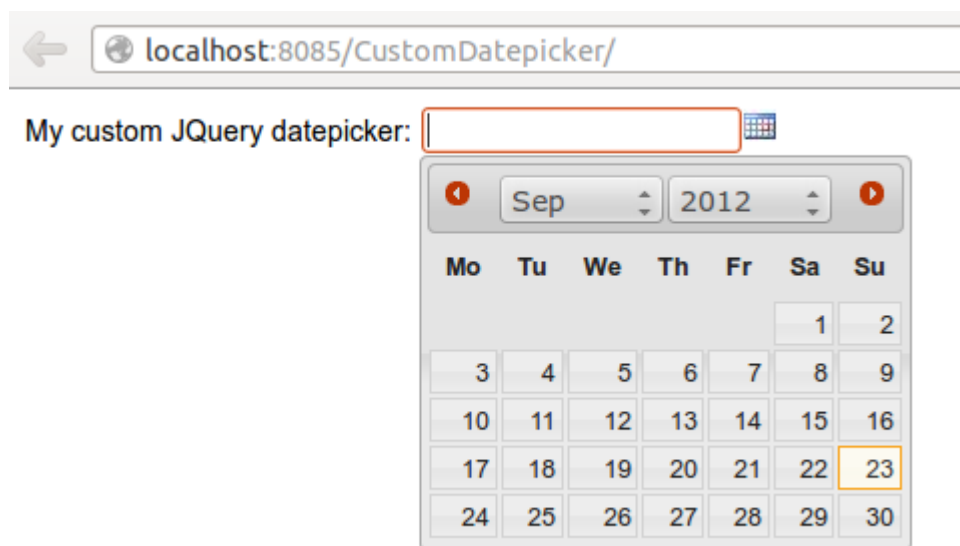 localhost:8085/CustomDatepicker/
My custom JQuery datepicker:
Sep 2012
Mo Tu We Th Fr Sa Su
1 2
3 4 5 6 7 8 9
10 11 12 13 14 15 16
17 18 19 20 21 22 23
24 25 26 27 28 29 30